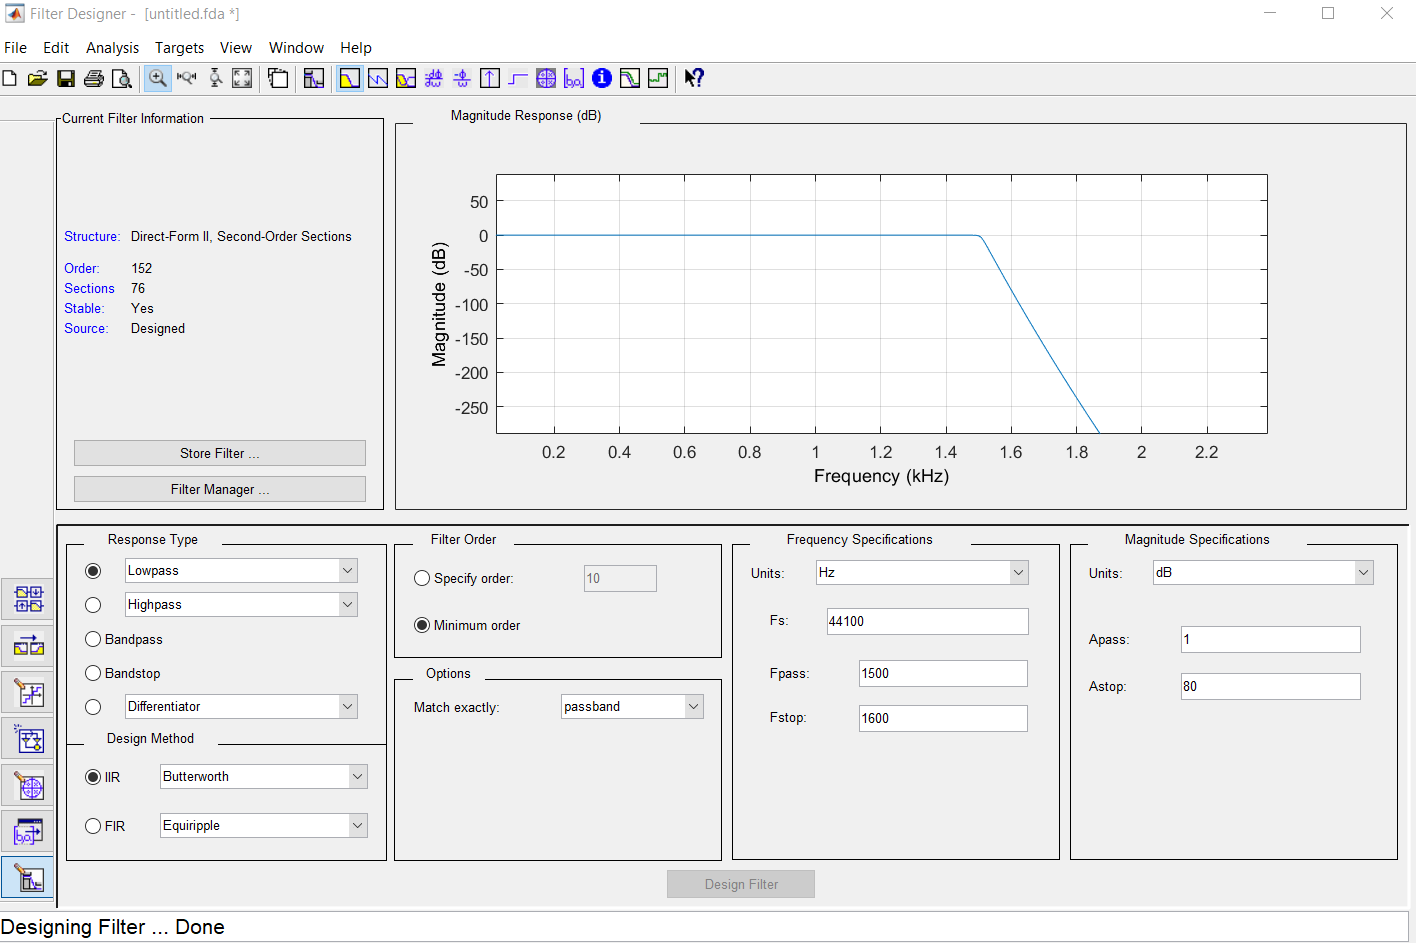 Filter Designer - [untitled.fda *]
File Edit Analysis Targets View Window Help
Current Filter Information
Structure: Direct-Form II, Second-Order Sections
Order: 152
Sections 76
Stable: Yes
Source: Designed
Store Filter ...
Filter Manager ...
Magnitude Response (dB)
50
0
-50
-100
-150
-200
-250
Magnitude (dB)
0.2 0.4 0.6 0.8 1 1.2 1.4 1.6 1.8 2 2.2
Frequency (kHz)
Response Type
Lowpass
Highpass
Bandpass
Bandstop
Differentiator
Design Method
IIR Butterworth
FIR Equiripple
Filter Order
Specify order: 10
Minimum order
Options
Match exactly: passband
Frequency Specifications
Units: Hz
Fs: 44100
Fpass: 1500
Fstop: 1600
Magnitude Specifications
Units: dB
Apass: 1
Astop: 80
Design Filter
Designing Filter ... Done